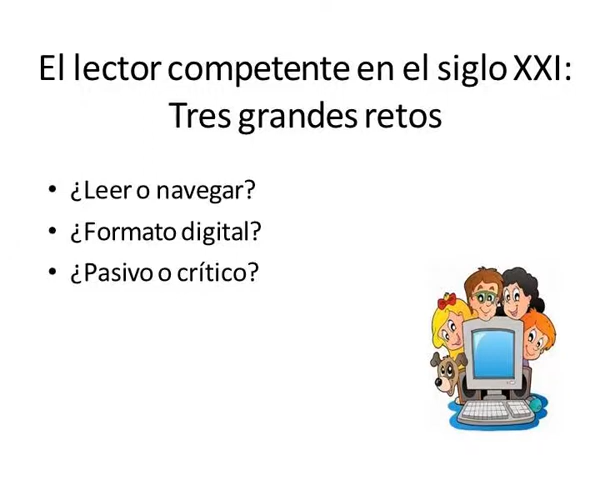 El lector competente en el siglo XXI:
Tres grandes retos
• ¿Leer o navegar?
• ¿Formato digital?
• ¿Pasivo o crítico?